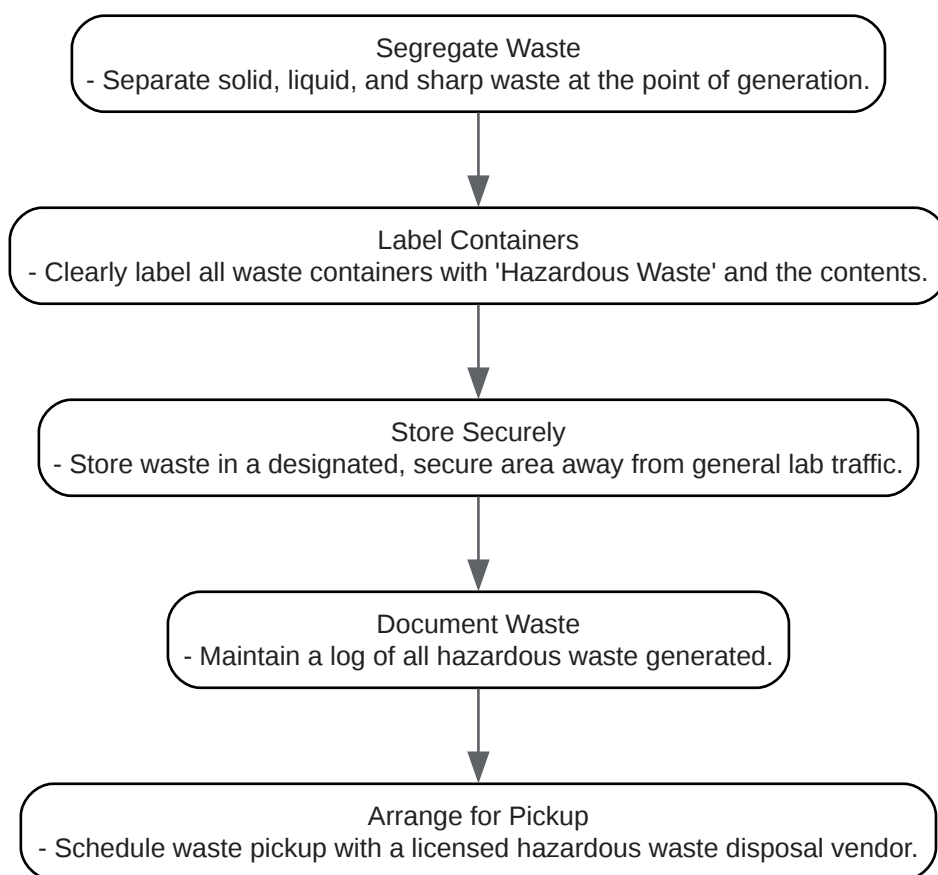 Segregate Waste
- Separate solid, liquid, and sharp waste at the point of generation.
Label Containers
- Clearly label all waste containers with 'Hazardous Waste' and the contents.
Store Securely
- Store waste in a designated, secure area away from general lab traffic.
Document Waste
- Maintain a log of all hazardous waste generated.
Arrange for Pickup
- Schedule waste pickup with a licensed hazardous waste disposal vendor.